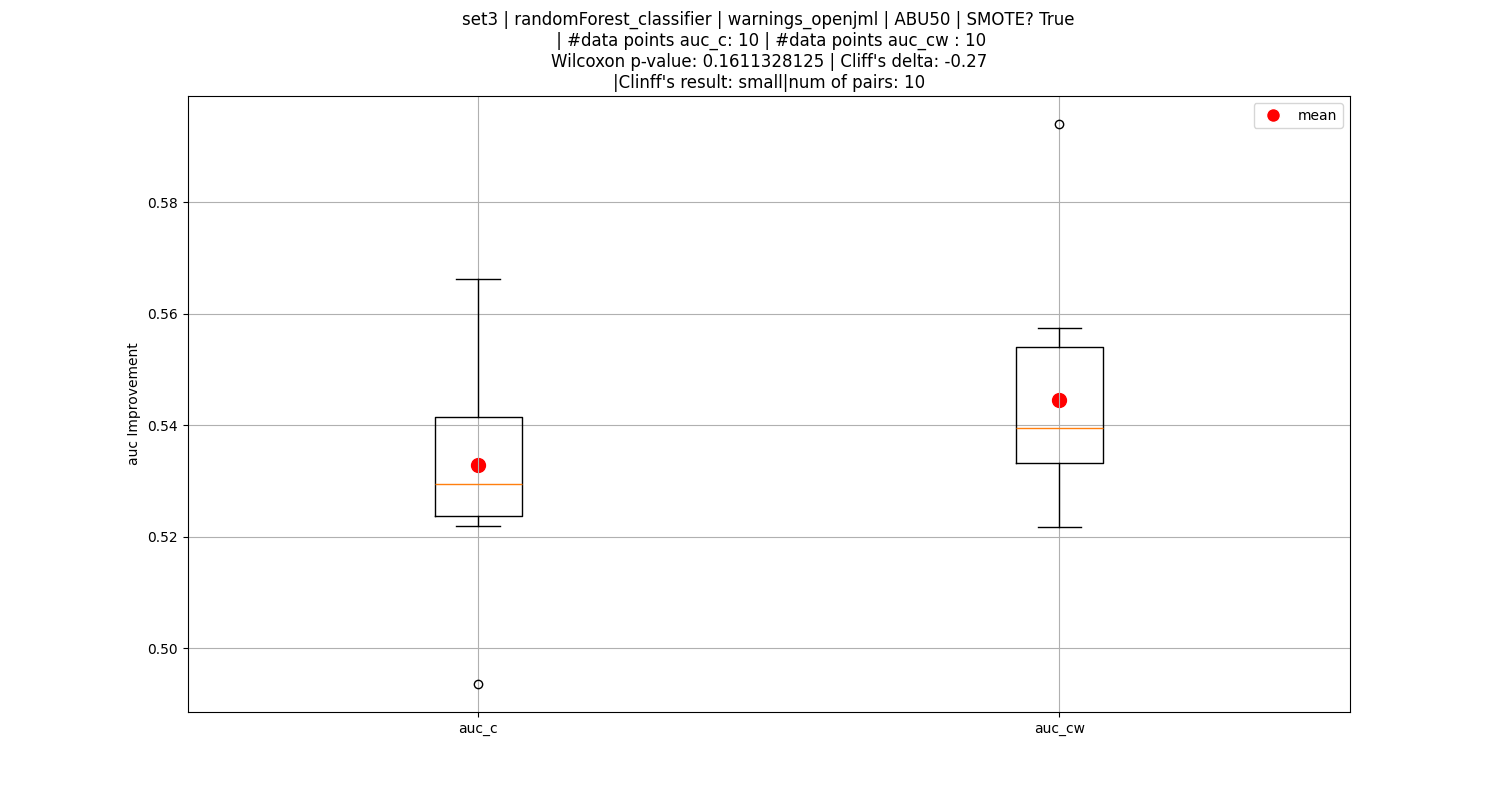 set3 | randomForest_classifier | warnings_openjml | ABU50 | SMOTE? True
| #data points auc_c: 10 | #data points auc_cw : 10
Wilcoxon p-value: 0.1611328125 | Cliff's delta: -0.27
|Clinff's result: small|num of pairs: 10
mean
0.58
0.56
0.54
0.52
0.50
auc Improvement
auc_c
auc_cw